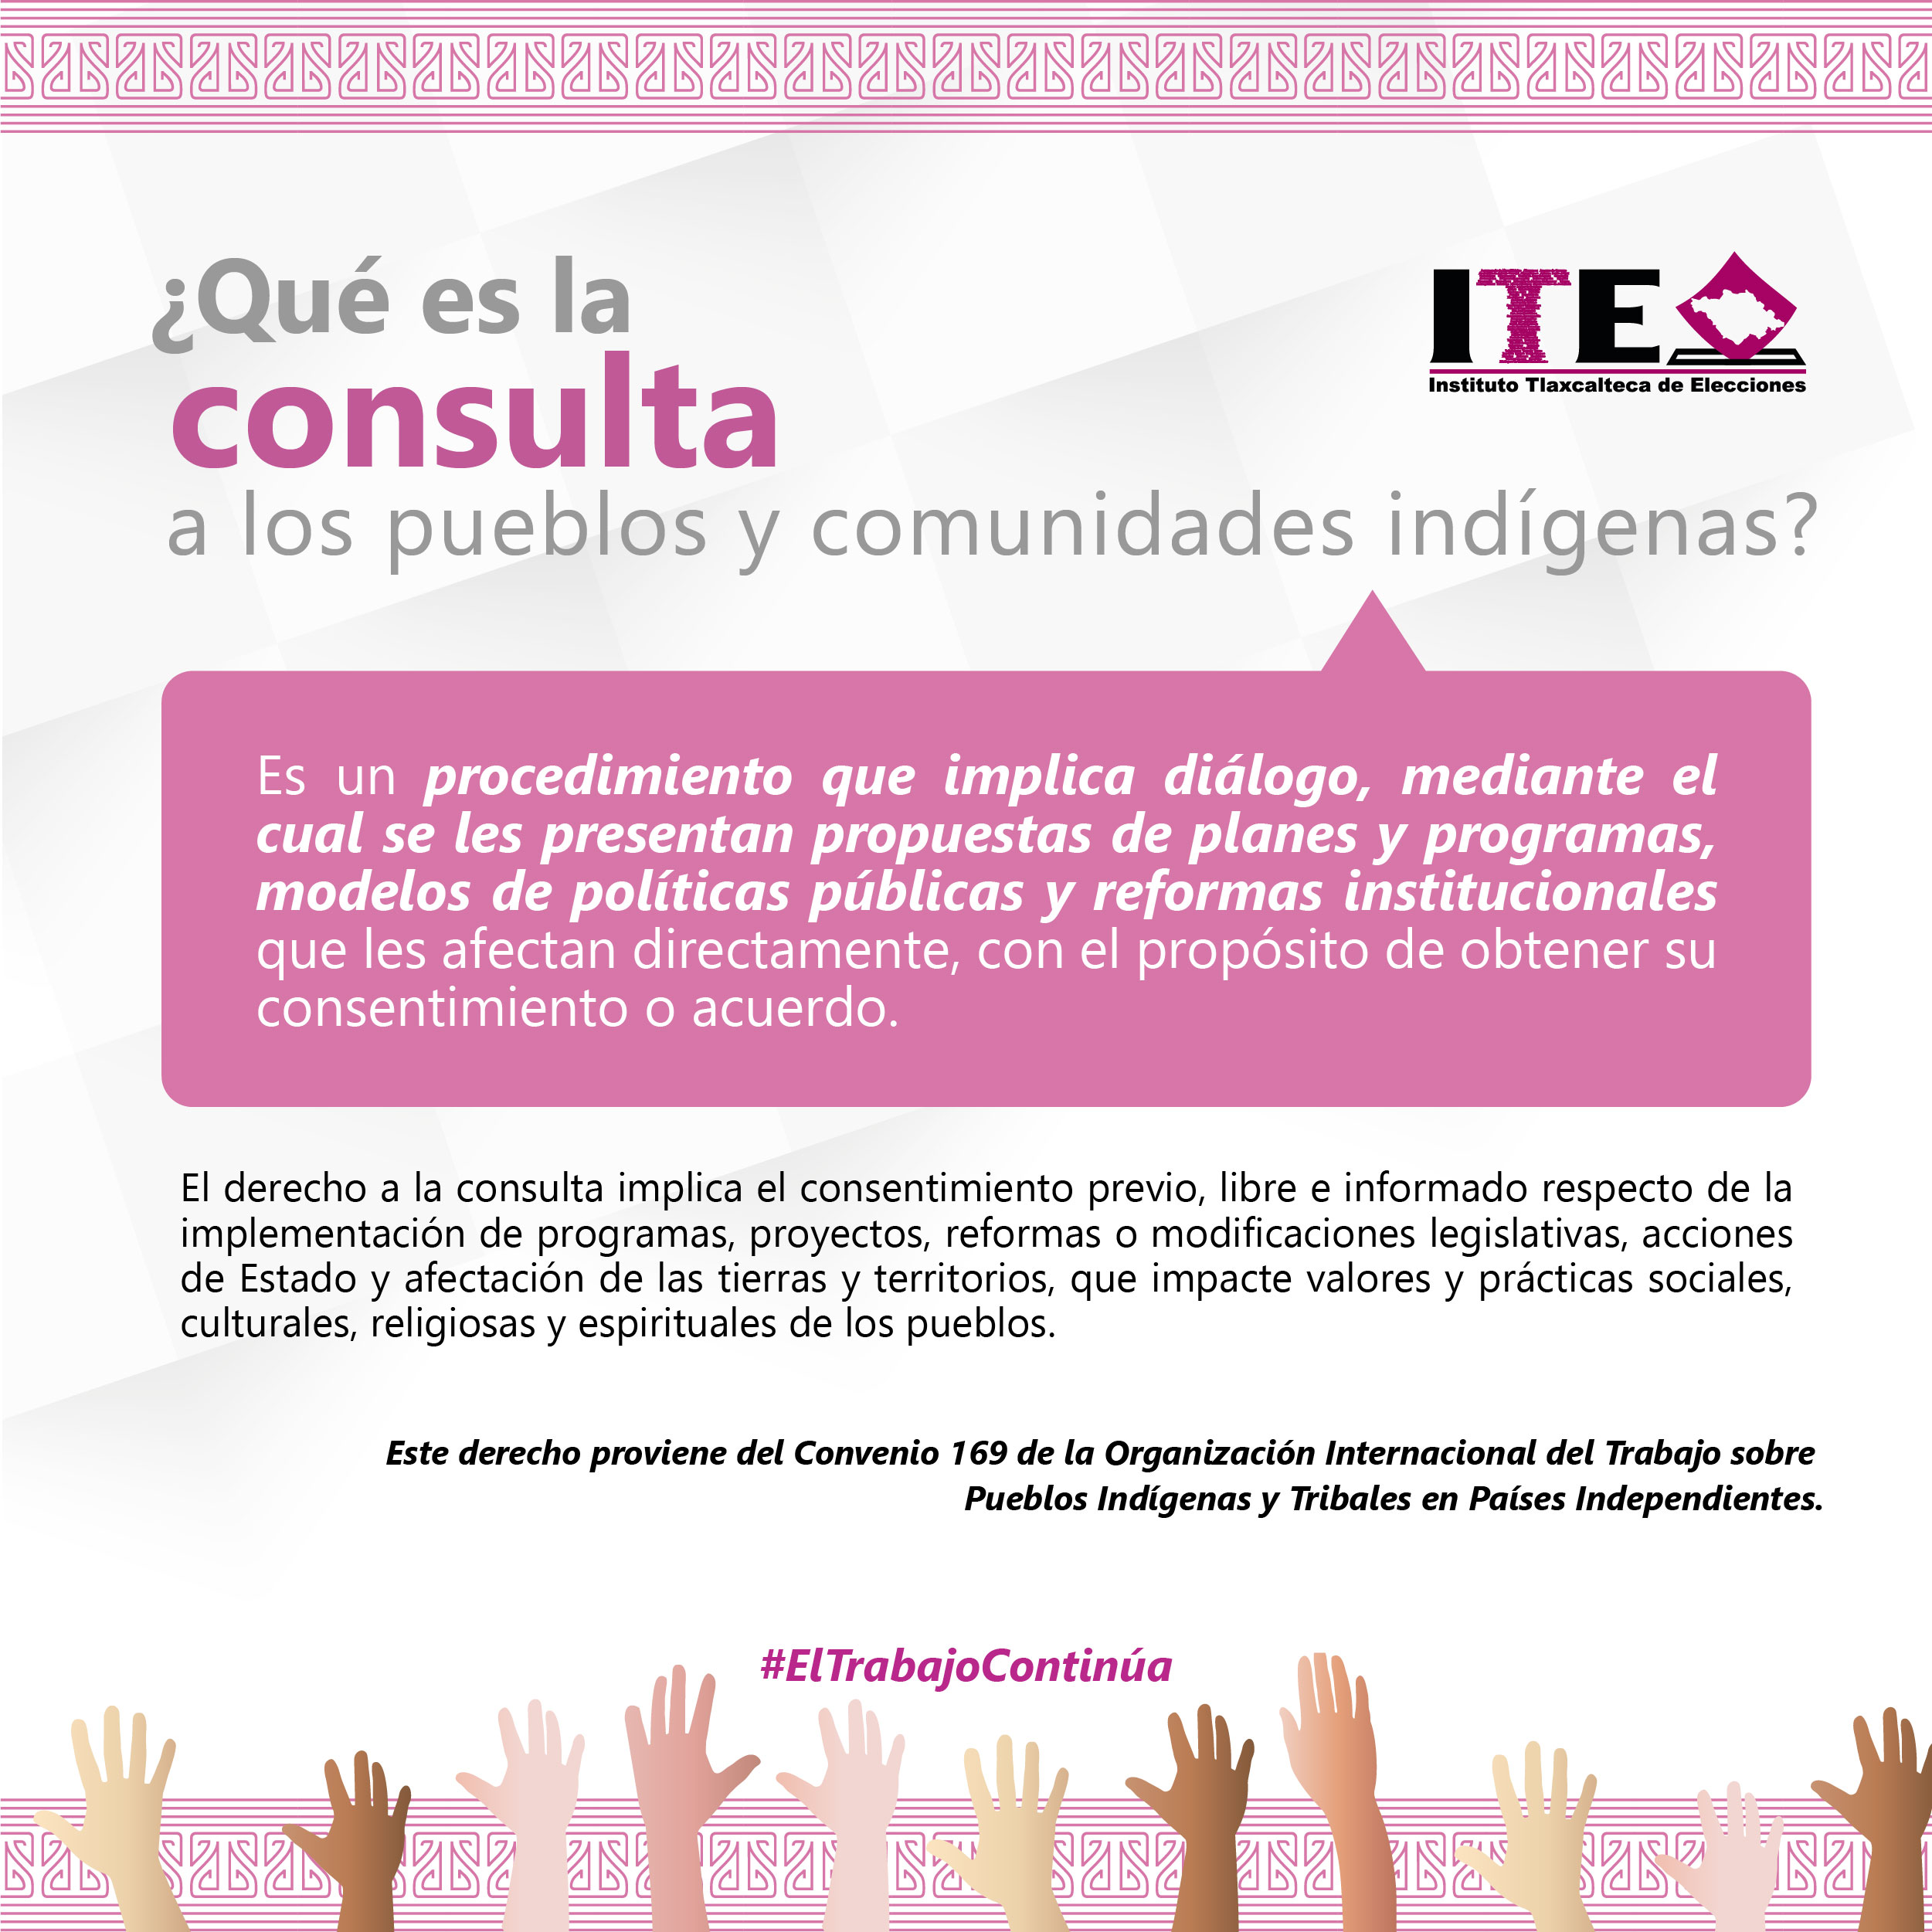 ¿Qué es la
consulta
a los pueblos y comunidades indígenas?
ITE
Instituto Tlaxcalteca de Elecciones
Es un procedimiento que implica diálogo, mediante el
cual se les presentan propuestas de planes y programas,
modelos de políticas públicas y reformas institucionales
que les afectan directamente, con el propósito de obtener su
consentimiento o acuerdo.
El derecho a la consulta implica el consentimiento previo, libre e informado respecto de la
implementación de programas, proyectos, reformas o modificaciones legislativas, acciones
de Estado y afectación de las tierras y territorios, que impacte valores y prácticas sociales,
culturales, religiosas y espirituales de los pueblos.
Este derecho proviene del Convenio 169 de la Organización Internacional del Trabajo sobre
Pueblos Indígenas y Tribales en Países Independientes.
#ElTrabajoContinúa